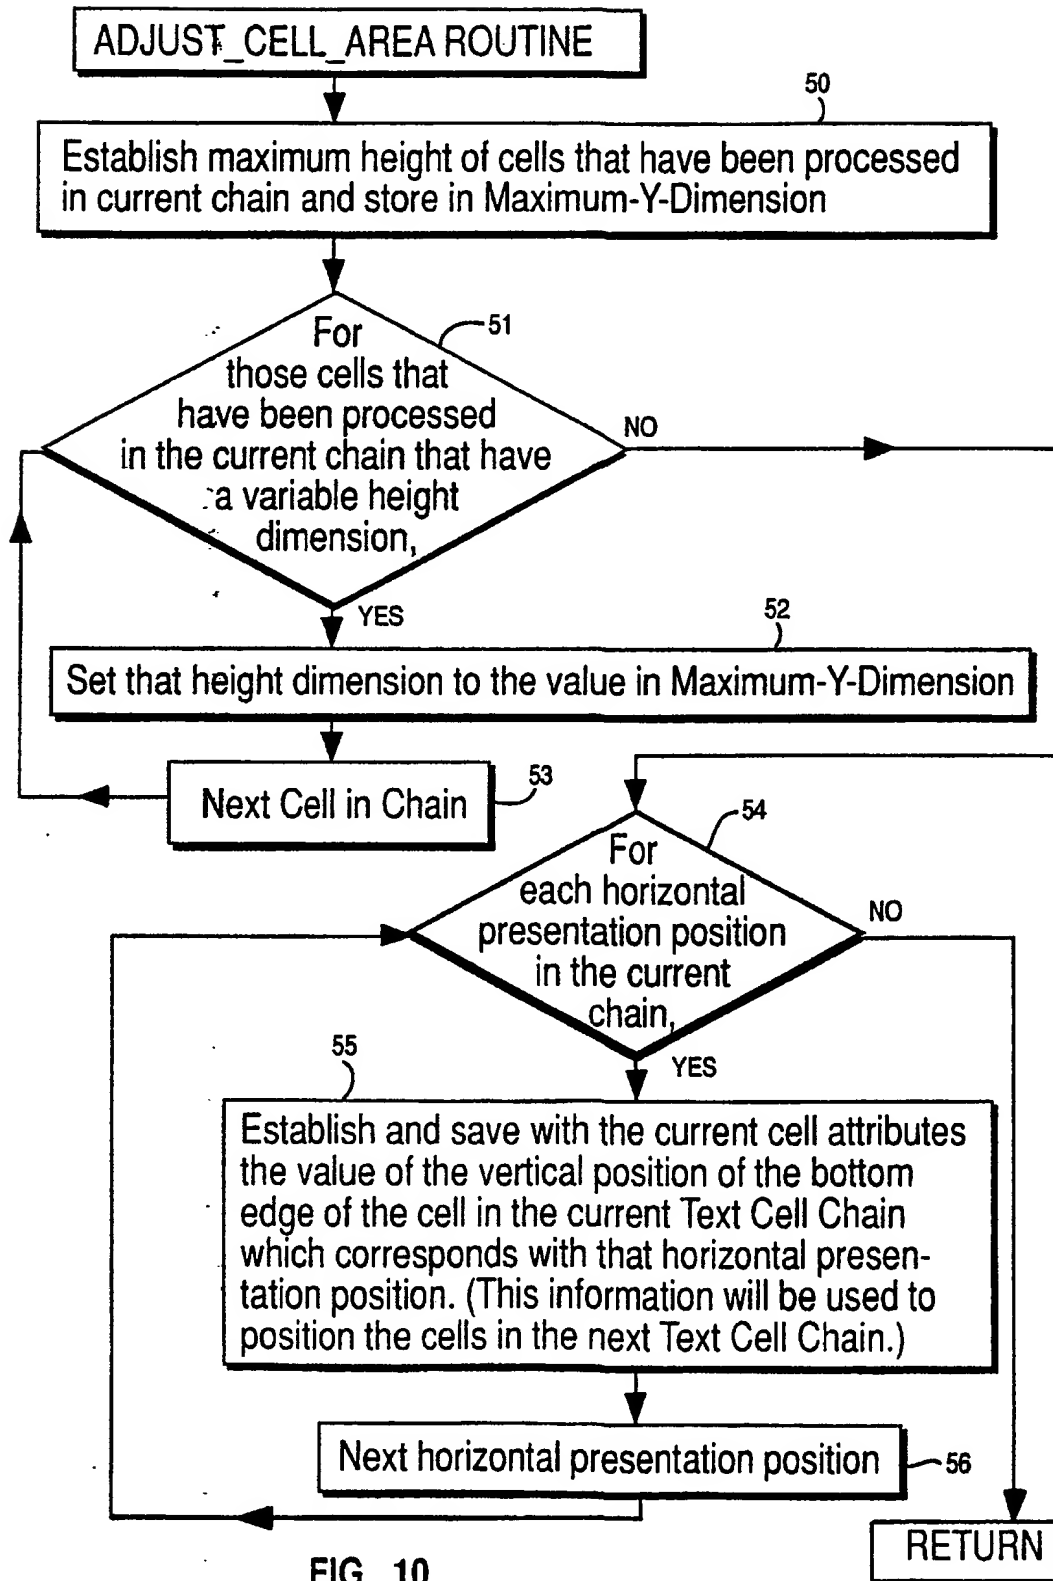 ADJUST_CELL_AREA ROUTINE
50
Establish maximum height of cells that have been processed
in current chain and store in Maximum-Y-Dimension
51
For
those cells that
have been processed
in the current chain that have
a variable height
dimension,
NO
YES
52
Set that height dimension to the value in Maximum-Y-Dimension
53
Next Cell in Chain
54
For
each horizontal
presentation position
in the current
chain,
NO
YES
55
Establish and save with the current cell attributes
the value of the vertical position of the bottom
edge of the cell in the current Text Cell Chain
which corresponds with that horizontal presen-
tation position. (This information will be used to
position the cells in the next Text Cell Chain.)
Next horizontal presentation position
56
RETURN
FIG 10